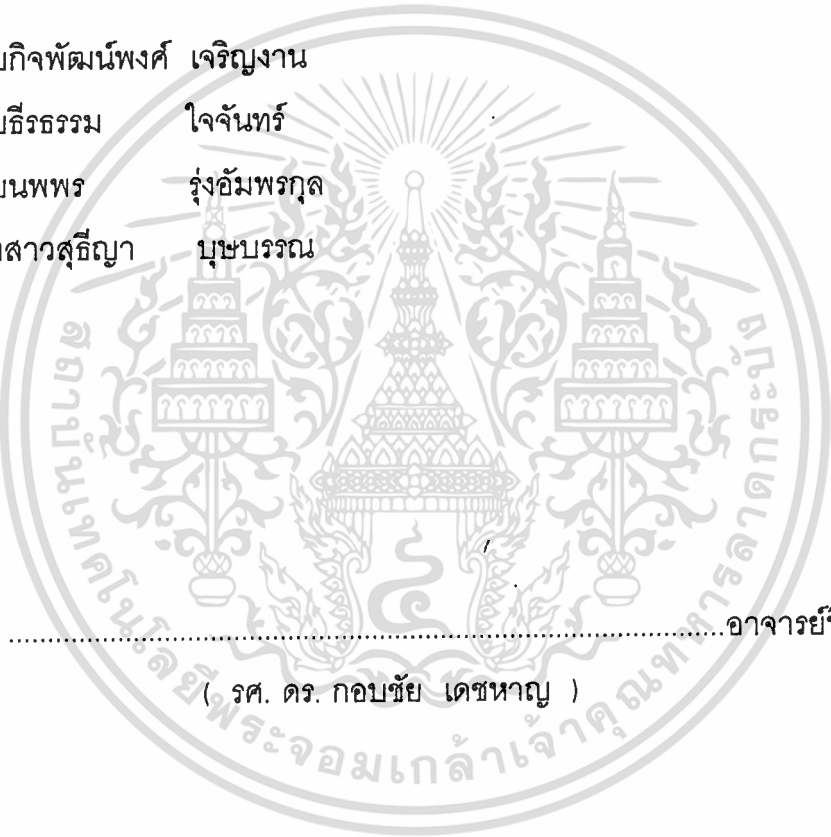 กิจพัฒน์พงศ์ เจริญงาน
ธีรธรรม ใจจันทร์
นพพร รุ่งอัมพรกุล
สาวสุธีญา บุษบรรณ
สถาบันเทคโนโลยีพระจอมเกล้าเจ้าคุณทหารลาดกระบัง
........................................อาจารย์
( รศ. ดร. กอบชัย เดชหาญ )